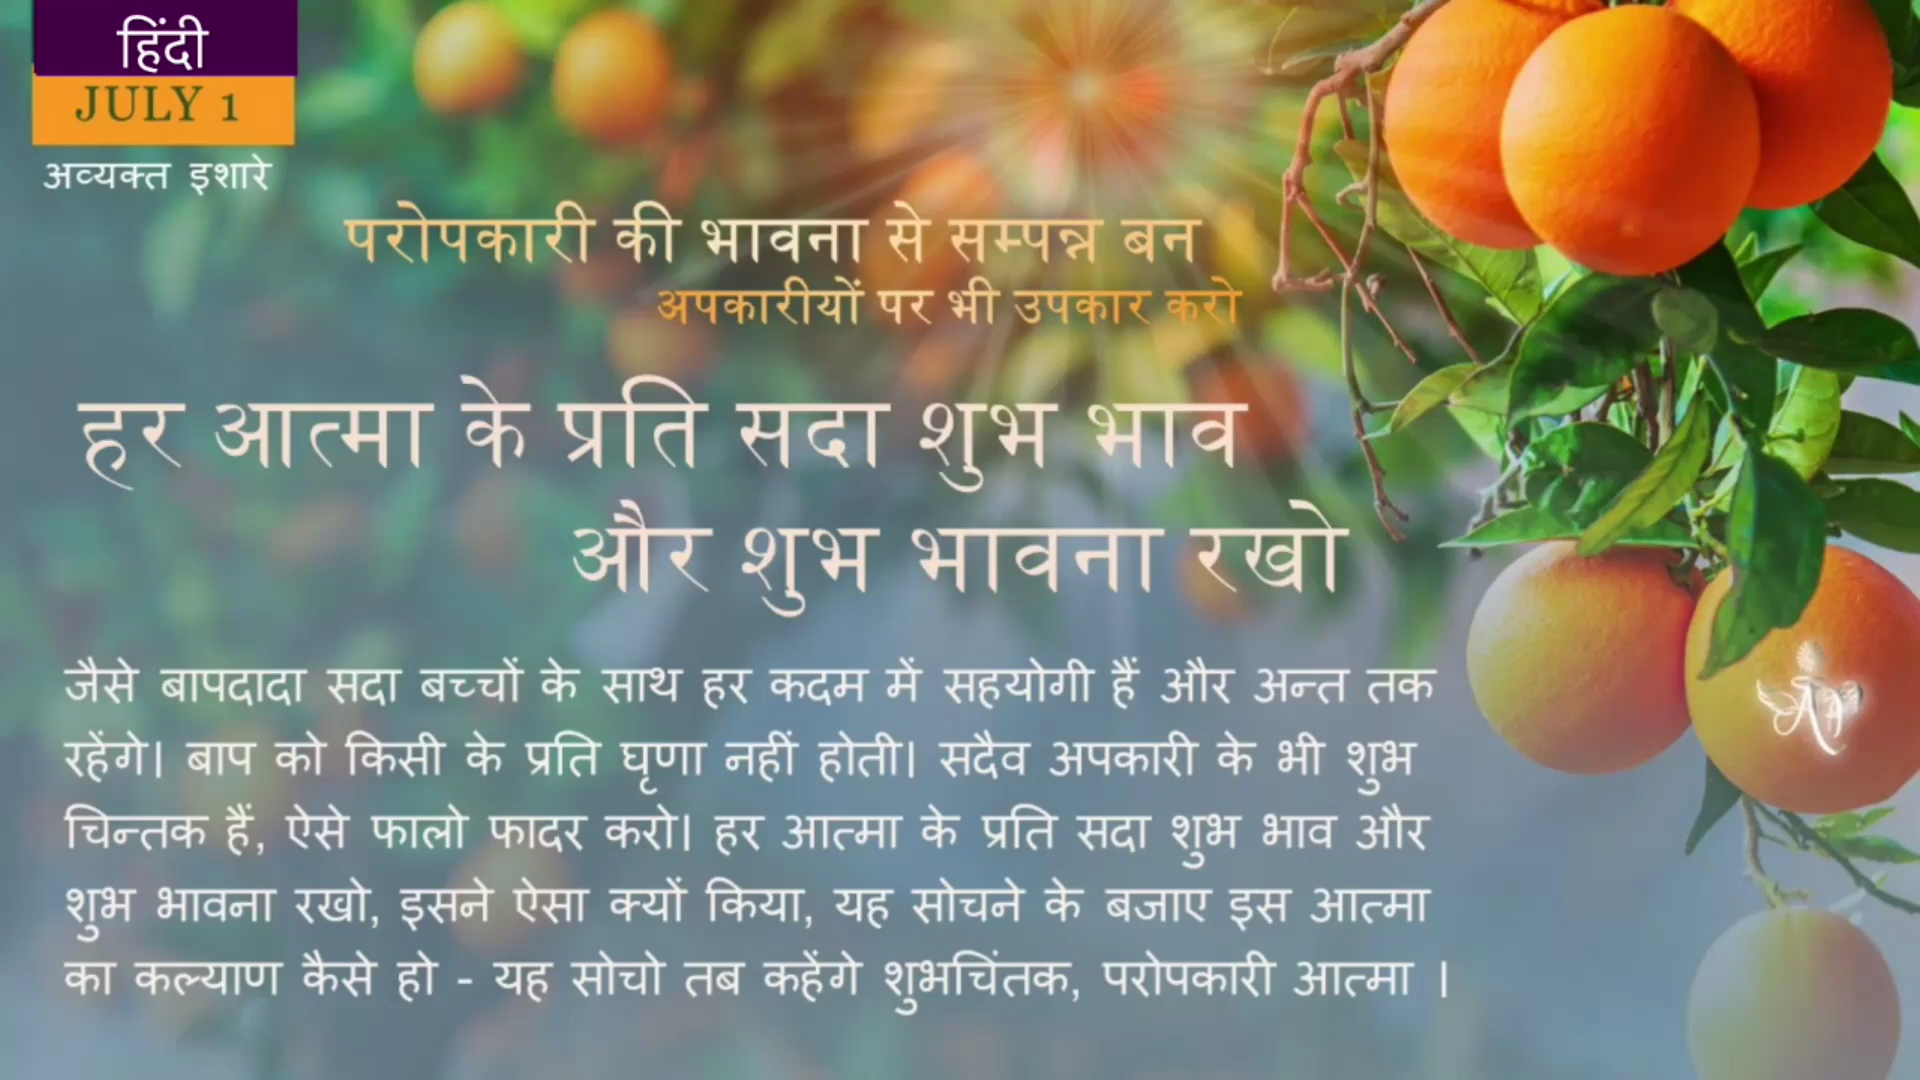 हिंदी
JULY 1
अव्यक्त इशारे
परोपकारी की भावना से सम्पन्न बन
अपकारीयों पर भी उपकार करो
हर आत्मा के प्रति सदा शुभ भाव
और शुभ भावना रखो
जैसे बापदादा सदा बच्चों के साथ हर कदम में सहयोगी हैं और अन्त तक
रहेंगे। बाप को किसी के प्रति घृणा नहीं होती। सदैव अपकारी के भी शुभ
चिन्तक हैं, ऐसे फालो फादर करो। हर आत्मा के प्रति सदा शुभ भाव और
शुभ भावना रखो, इसने ऐसा क्यों किया, यह सोचने के बजाए इस आत्मा
का कल्याण कैसे हो - यह सोचो तब कहेंगे शुभचिंतक, परोपकारी आत्मा ।